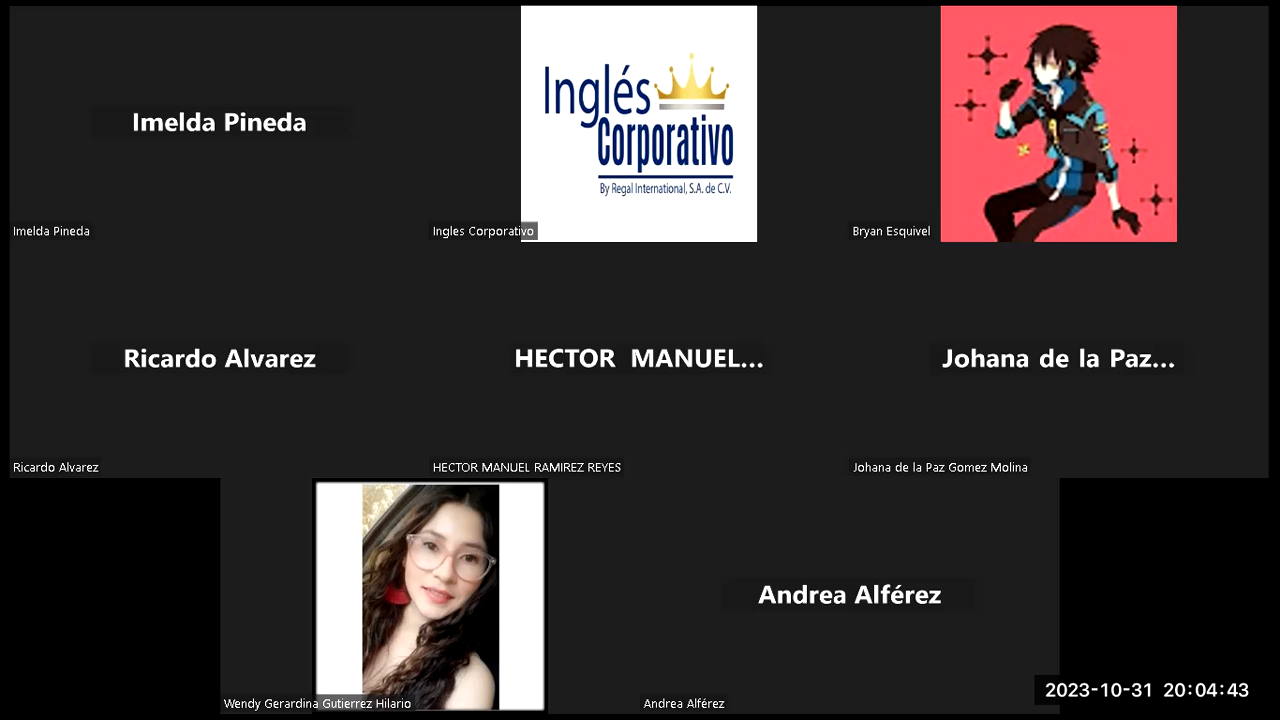 Imelda Pineda
Inglés
Corporativo
By Regal International, S.A. de C.V.
Imelda Pineda
Ingles Corporativo
Bryan Esquivel
Ricardo Alvarez
HECTOR MANUEL...
Johana de la Paz...
Ricardo Alvarez
HECTOR MANUEL RAMIREZ REYES
Johana de la Paz Gomez Molina
Andrea Alférez
Wendy Gerardina Gutierrez Hilario
Andrea Alférez
2023-10-31 20:04:43